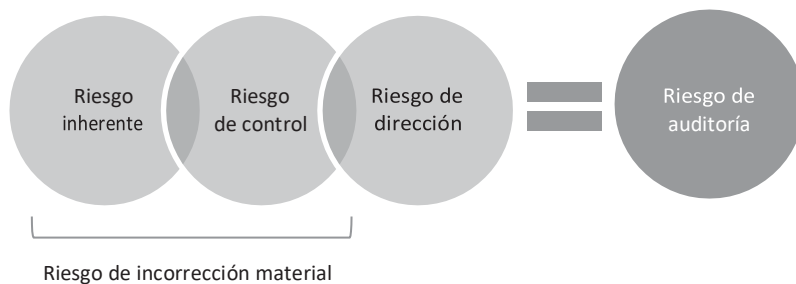 Riesgo
inherente
Riesgo
de control
Riesgo de
dirección
Riesgo de
auditoría
Riesgo de incorrección material